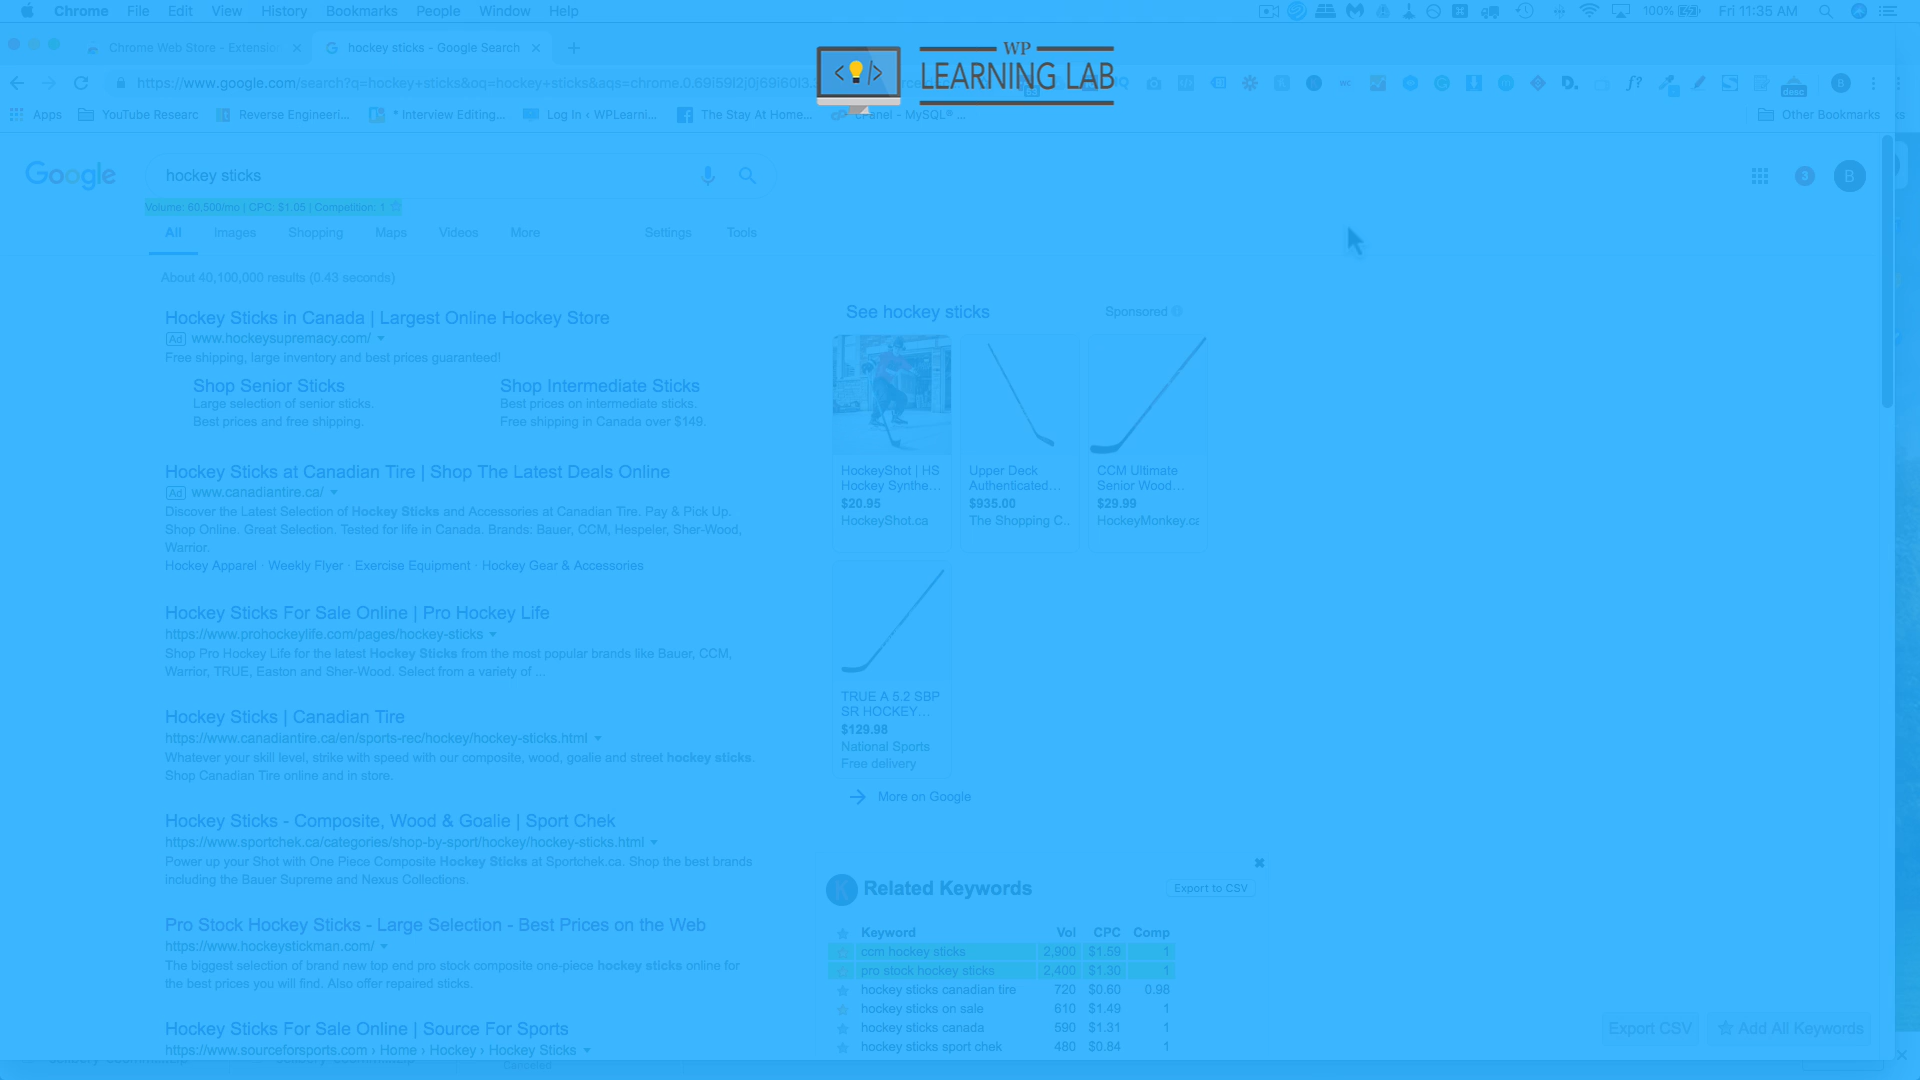 Chrome File Edit View History Bookmarks People Window Help
100% Fri 11:35 AM
Chrome Web Store - Extension
hockey sticks - Google Search
WP
LEARNING LAB
https://www.google.com/search?q=hockey+sticks&oq=hockey+sticks&aqs=chrome.0.69i59l2j0j69i60l3.
Apps
YouTube Researc
Reverse Engineeri...
* Interview Editing...
Log In ‹ WPLearni...
The Stay At Home...
cPanel - MySQL® ...
Other Bookmarks
Google
hockey sticks
3
B
Volume: 60,500/mo | CPC: $1.05 | Competition: 1
All Images Shopping Maps Videos More Settings Tools
About 40,100,000 results (0.43 seconds)
Hockey Sticks in Canada | Largest Online Hockey Store
Ad www.hockeysupremacy.com/
Free shipping, large inventory and best prices guaranteed!
Shop Senior Sticks
Large selection of senior sticks.
Best prices and free shipping.
Shop Intermediate Sticks
Best prices on intermediate sticks.
Free shipping in Canada over $149.
Hockey Sticks at Canadian Tire | Shop The Latest Deals Online
Ad www.canadiantire.ca/
Discover the Latest Selection of Hockey Sticks and Accessories at Canadian Tire. Pay & Pick Up.
Shop Online. Great Selection. Tested for life in Canada. Brands: Bauer, CCM, Hespeler, Sher-Wood,
Warrior.
Hockey Apparel · Weekly Flyer · Exercise Equipment · Hockey Gear & Accessories
Hockey Sticks For Sale Online | Pro Hockey Life
https://www.prohockeylife.com/pages/hockey-sticks
Shop Pro Hockey Life for the latest Hockey Sticks from the most popular brands like Bauer, CCM,
Warrior, TRUE, Easton and Sher-Wood. Select from a variety of ...
Hockey Sticks | Canadian Tire
https://www.canadiantire.ca/en/sports-rec/hockey/hockey-sticks.html
Whatever your skill level, strike with speed with our composite, wood, goalie and street hockey sticks.
Shop Canadian Tire online and in store.
Hockey Sticks - Composite, Wood & Goalie | Sport Chek
https://www.sportchek.ca/categories/shop-by-sport/hockey/hockey-sticks.html
Power up your Shot with One Piece Composite Hockey Sticks at Sportchek.ca. Shop the best brands
including the Bauer Supreme and Nexus Collections.
Pro Stock Hockey Sticks - Large Selection - Best Prices on the Web
https://www.hockeystickman.com/
The biggest selection of brand new top end pro stock composite one-piece hockey sticks online for
the best prices you will find. Also offer repaired sticks.
Hockey Sticks For Sale Online | Source For Sports
https://www.sourceforsports.com › Home › Hockey › Hockey Sticks
See hockey sticks
Sponsored
HockeyShot | HS
Hockey Synthe...
$20.95
HockeyShot.ca
Upper Deck
Authenticated...
$935.00
The Shopping C...
CCM Ultimate
Senior Wood...
$29.99
HockeyMonkey.ca
TRUE A 5.2 SBP
SR HOCKEY...
$129.98
National Sports
Free delivery
More on Google
Related Keywords
Export to CSV
Keyword Vol CPC Comp
ccm hockey sticks 2,900 $1.59 1
pro stock hockey sticks 2,400 $1.30 1
hockey sticks canadian tire 720 $0.60 0.98
hockey sticks on sale 610 $1.49 1
hockey sticks canada 590 $1.31 1
hockey sticks sport chek 480 $0.84 1
Export CSV
Add All Keywords